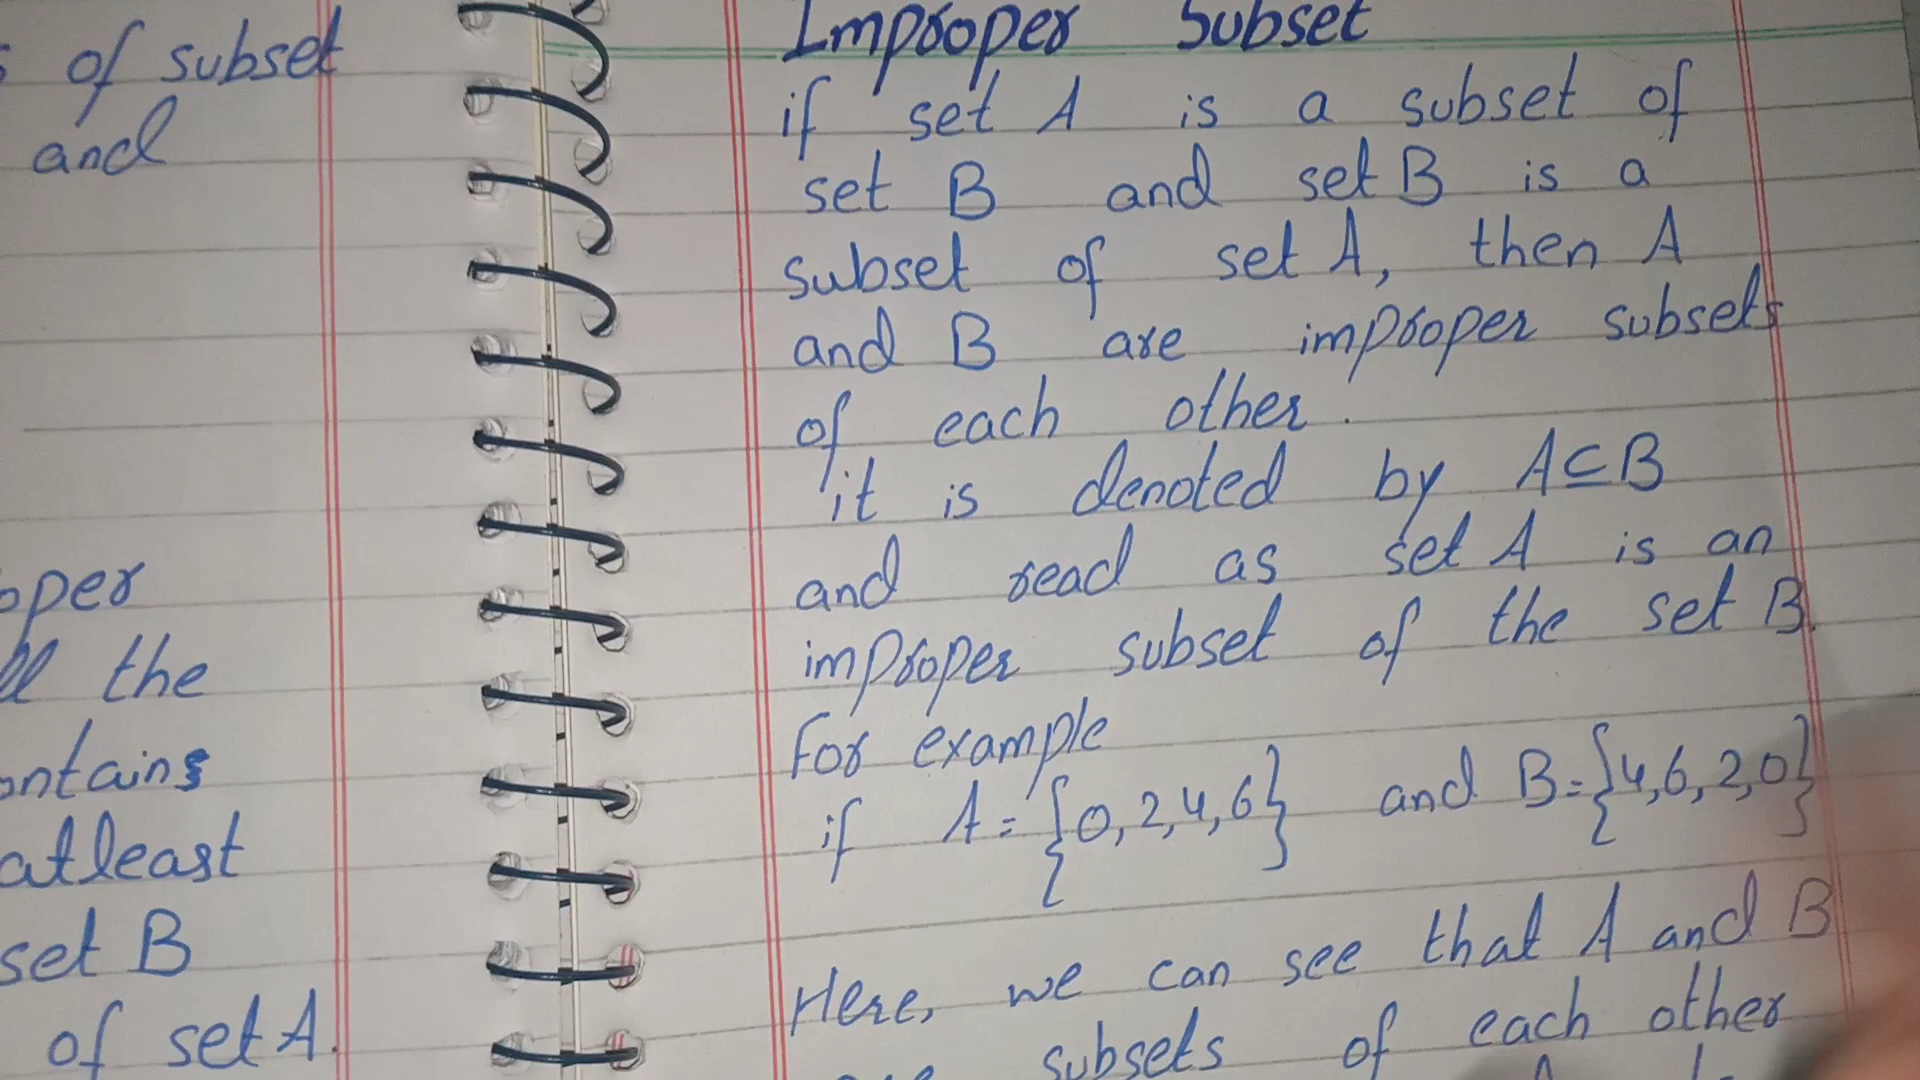 of subset
and
oper
ll the
ontains
atleast
set B
of set A.
Improper Subset
if set A is a subset of
set B and set B is a
subset of set A, then A
and B are improper subsets
of each other.
it is denoted by A⊆B
and read as set A is an
improper subset of the set B.
For example
if A = {0, 2, 4, 6} and B = {4, 6, 2, 0}
Here, we can see that A and B
subsets of each other